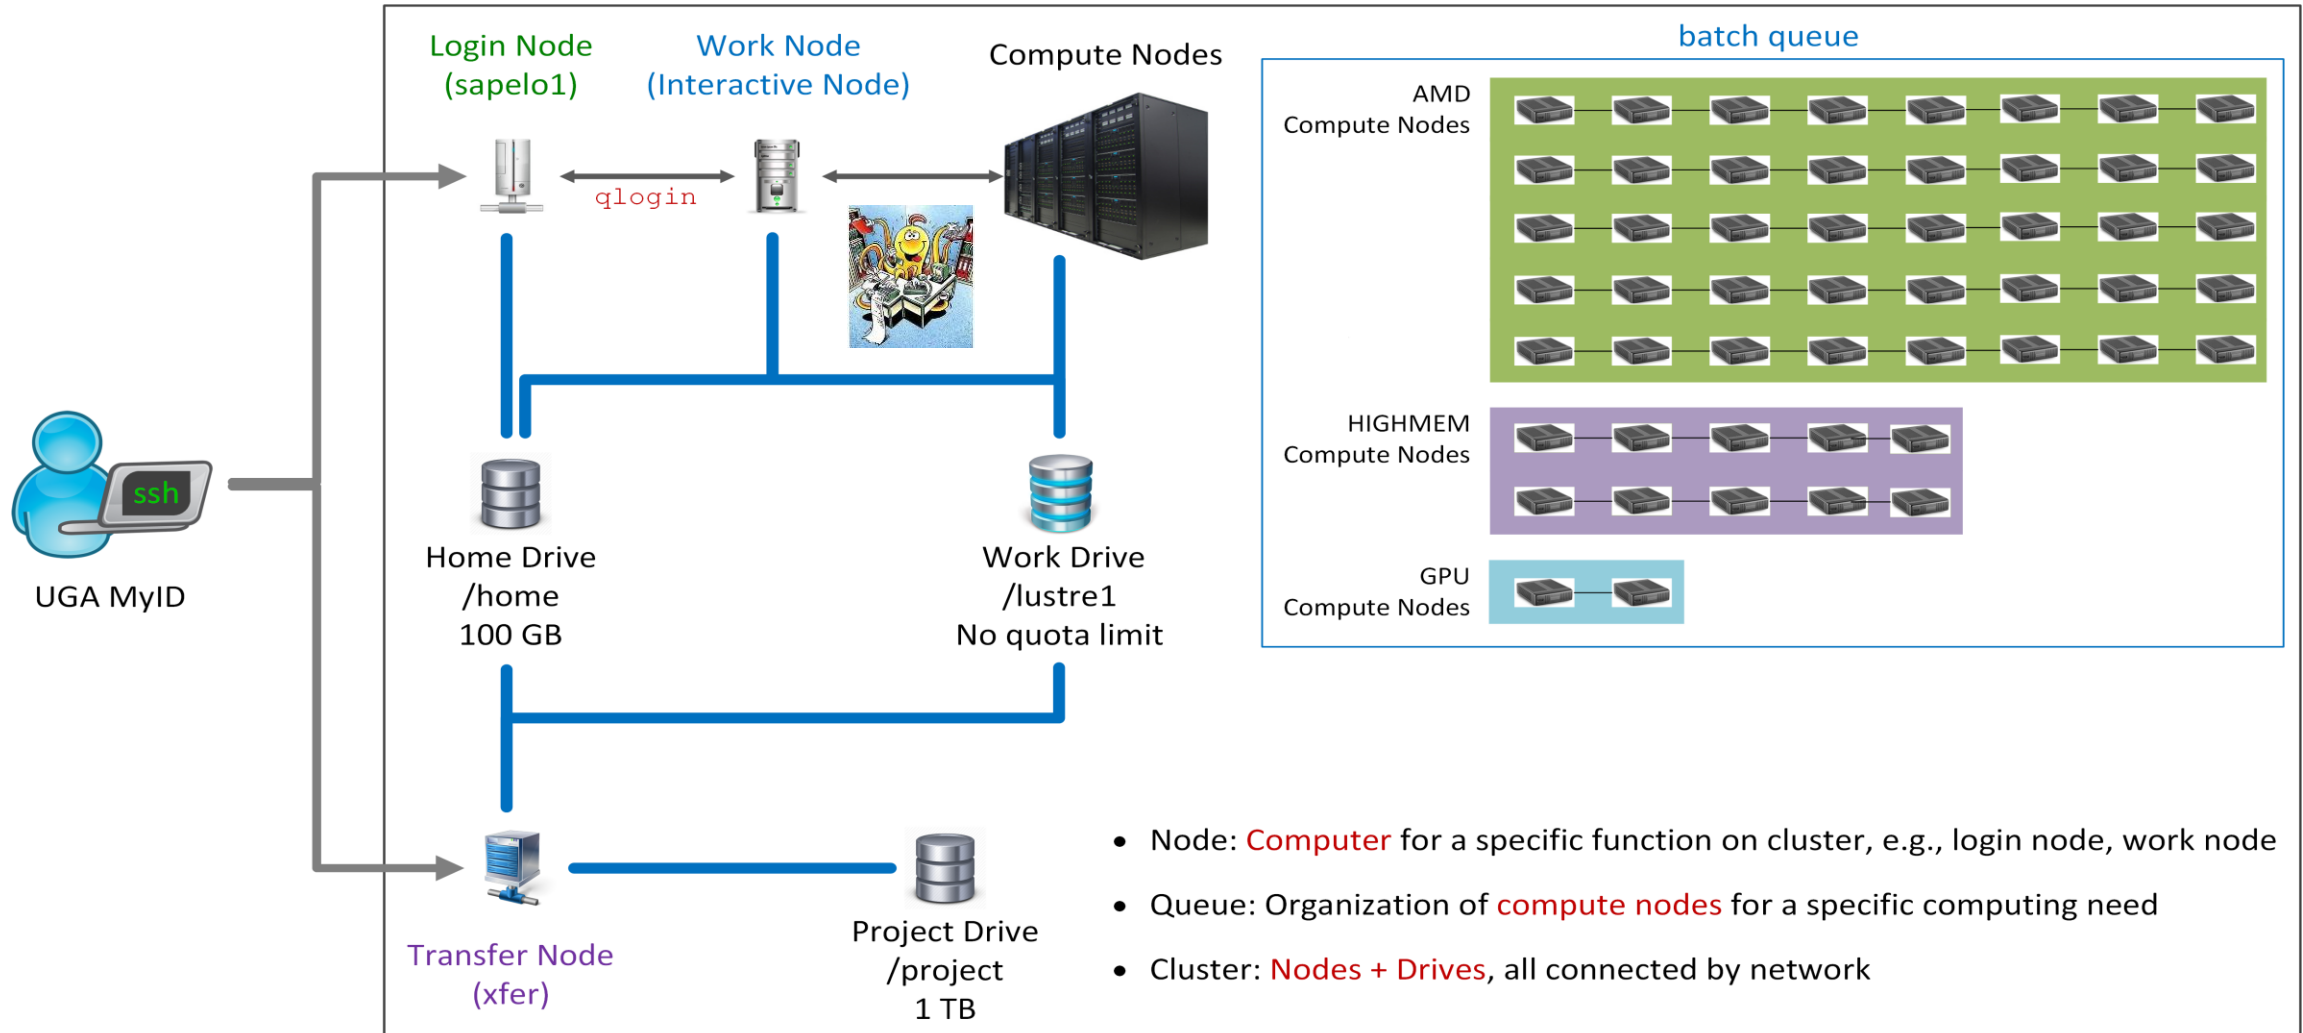 Login Node
(sapelo1)
Work Node
(Interactive Node)
Compute Nodes
qlogin
ssh
UGA MyID
Home Drive
/home
100 GB
Work Drive
/lustre1
No quota limit
Transfer Node
(xfer)
Project Drive
/project
1 TB
batch queue
AMD
Compute Nodes
HIGHMEM
Compute Nodes
GPU
Compute Nodes
• Node: Computer for a specific function on cluster, e.g., login node, work node
• Queue: Organization of compute nodes for a specific computing need
• Cluster: Nodes + Drives, all connected by network